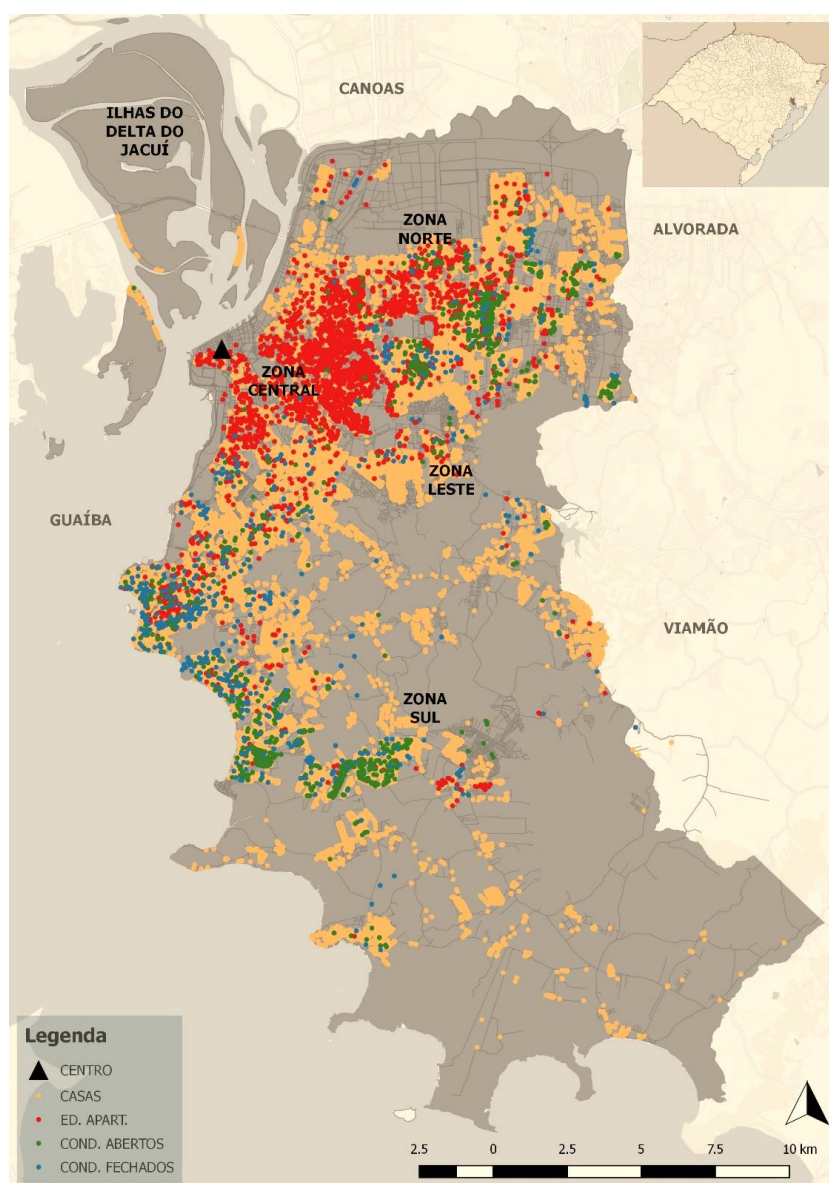 CANOAS
ILHAS DO
DELTA DO
JACUÍ
ZONA
NORTE
ALVORADA
ZONA
CENTRAL
ZONA
LESTE
GUAÍBA
VIAMÃO
ZONA
SUL
Legenda
CENTRO
CASAS
ED. APART.
COND. ABERTOS
COND. FECHADOS
2.5 0 2.5 5 7.5 10 km